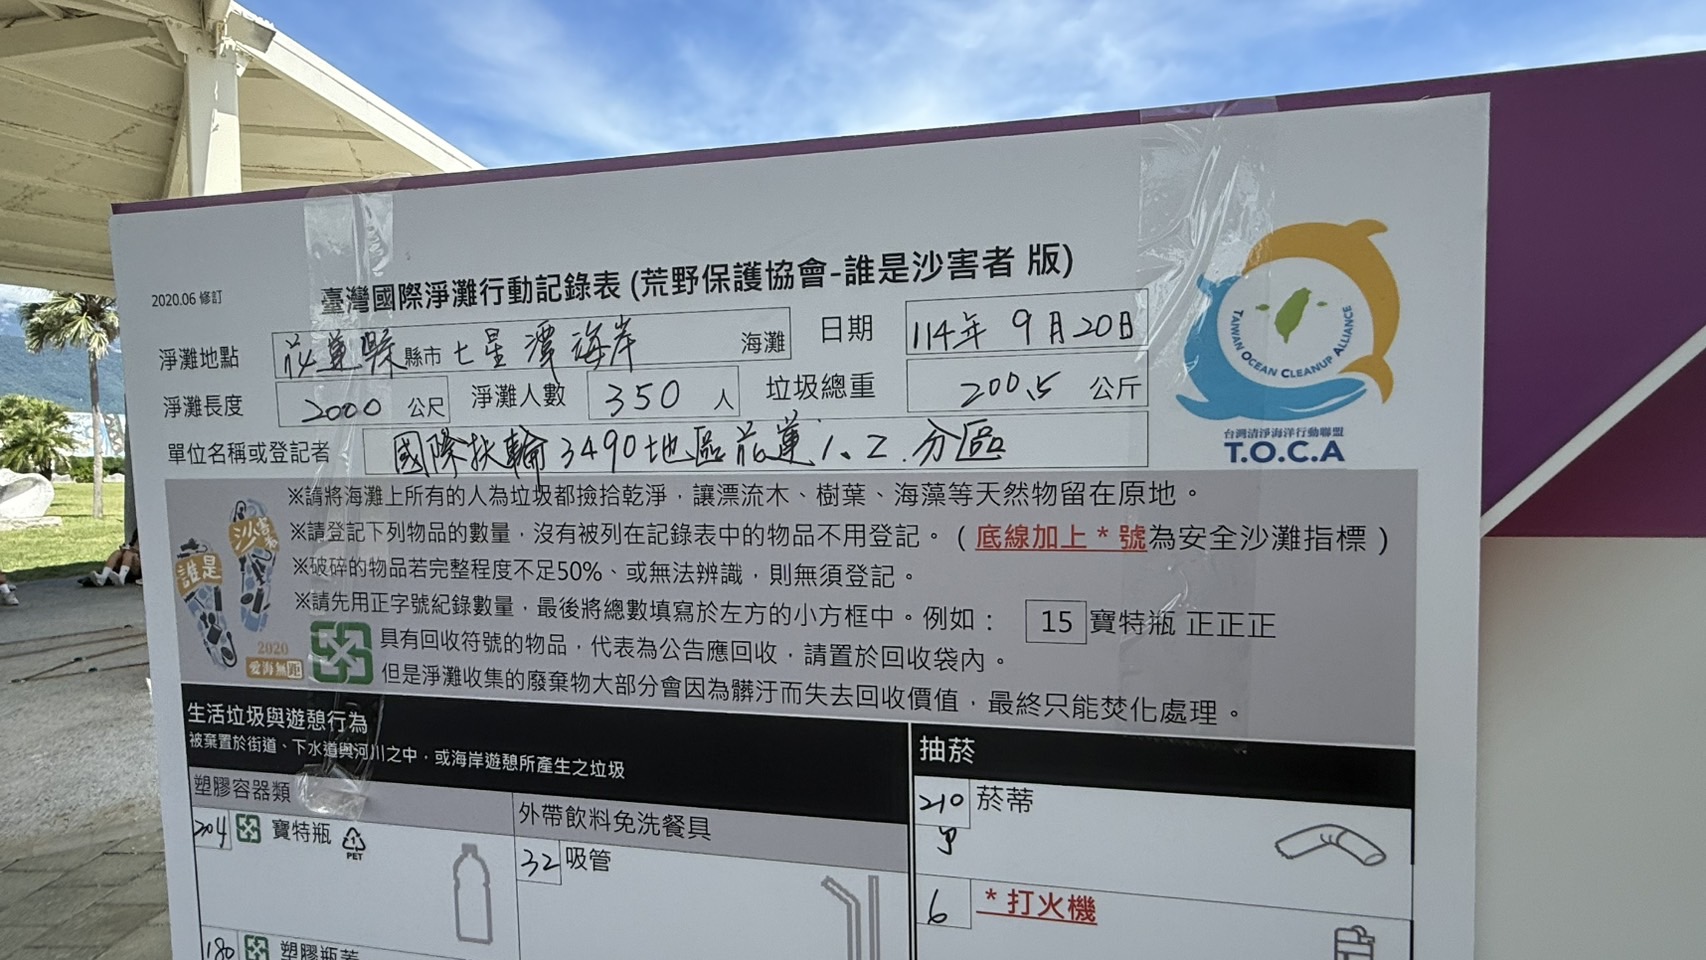 2020.06 修訂
臺灣國際淨灘行動記錄表 (荒野保護協會-誰是沙害者 版)
淨灘地點 花蓮縣 縣市 七星潭海岸 海灘 日期 114年 9月20日
淨灘長度 2000 公尺 淨灘人數 350 人 垃圾總重 200.5 公斤
單位名稱或登記者 國際扶輪3490地區花蓮1、2.分區
TAIWAN OCEAN CLEANUP ALLIANCE
台灣清淨海洋行動聯盟
T.O.C.A
誰是
沙害者
2020
愛海無距
※請將海灘上所有的人為垃圾都撿拾乾淨，讓漂流木、樹葉、海藻等天然物留在原地。
※請登記下列物品的數量，沒有被列在記錄表中的物品不用登記。（底線加上 * 號為安全沙灘指標）
※破碎的物品若完整程度不足50%、或無法辨識，則無須登記。
※請先用正字號紀錄數量，最後將總數填寫於左方的小方框中。例如： 15 寶特瓶 正正正
具有回收符號的物品，代表為公告應回收，請置於回收袋內。
但是淨灘收集的廢棄物大部分會因為髒汙而失去回收價值，最終只能焚化處理。
生活垃圾與遊憩行為
被棄置於街道、下水道與河川之中，或海岸遊憩所產生之垃圾
塑膠容器類
204 寶特瓶 1 PET
180 塑膠瓶蓋
外帶飲料免洗餐具
32 吸管
抽菸
210 菸蒂
6 * 打火機